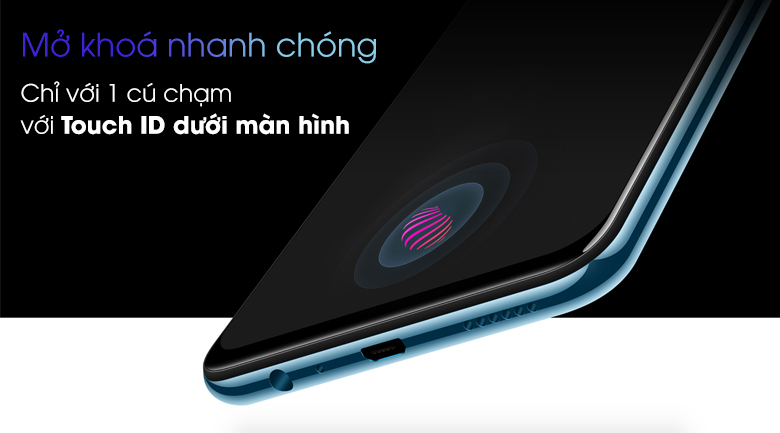 Mở khoá nhanh chóng
Chỉ với 1 cú chạm
với Touch ID dưới màn hình